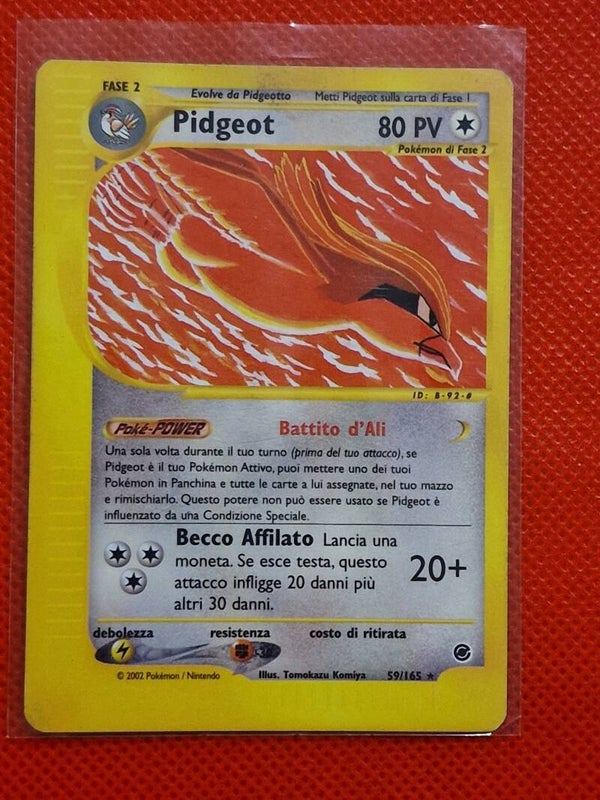 FASE 2
Evolve da Pidgeotto Metti Pidgeot sulla carta di Fase 1
Pidgeot 80 PV
Pokémon di Fase 2
ID: B-92-#
Poké-POWER Battito d'Ali
Una sola volta durante il tuo turno (prima del tuo attacco), se
Pidgeot è il tuo Pokémon Attivo, puoi mettere uno dei tuoi
Pokémon in Panchina e tutte le carte a lui assegnate, nel tuo mazzo
e rimischiarlo. Questo potere non può essere usato se Pidgeot è
influenzato da una Condizione Speciale.
Becco Affilato Lancia una
moneta. Se esce testa, questo
attacco infligge 20 danni più
altri 30 danni.
20+
debolezza resistenza costo di ritirata
-30
© 2002 Pokémon / Nintendo Illus. Tomokazu Komiya 59/165